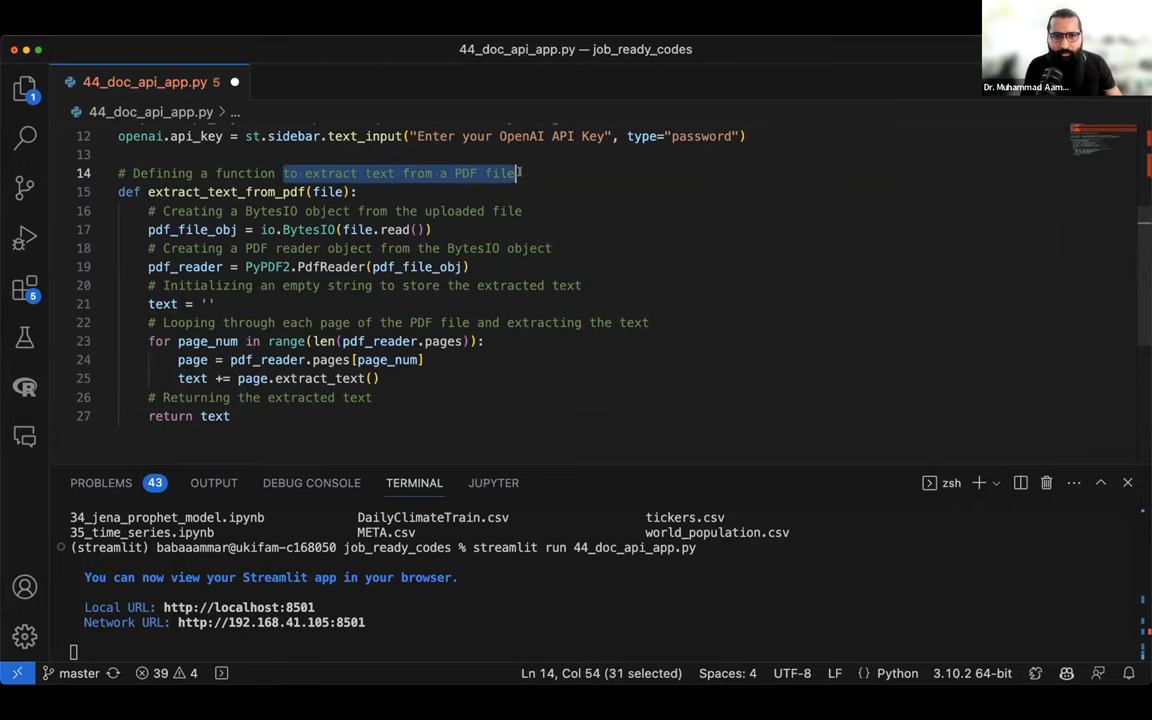 44_doc_api_app.py — job_ready_codes
Dr. Muhammad Aam...
44_doc_api_app.py 5
44_doc_api_app.py > ...
1
5
12 openai.api_key = st.sidebar.text_input("Enter your OpenAI API Key", type="password")
13
14 # Defining a function to extract text from a PDF file
15 def extract_text_from_pdf(file):
16 # Creating a BytesIO object from the uploaded file
17 pdf_file_obj = io.BytesIO(file.read())
18 # Creating a PDF reader object from the BytesIO object
19 pdf_reader = PyPDF2.PdfReader(pdf_file_obj)
20 # Initializing an empty string to store the extracted text
21 text = ''
22 # Looping through each page of the PDF file and extracting the text
23 for page_num in range(len(pdf_reader.pages)):
24 page = pdf_reader.pages[page_num]
25 text += page.extract_text()
26 # Returning the extracted text
27 return text
PROBLEMS 43 OUTPUT DEBUG CONSOLE TERMINAL JUPYTER zsh
34_jena_prophet_model.ipynb DailyClimateTrain.csv tickers.csv
35_time_series.ipynb META.csv world_population.csv
(streamlit) babaaammar@ukifam-c168050 job_ready_codes % streamlit run 44_doc_api_app.py
You can now view your Streamlit app in your browser.
Local URL: http://localhost:8501
Network URL: http://192.168.41.105:8501
master 39 4 Ln 14, Col 54 (31 selected) Spaces: 4 UTF-8 LF Python 3.10.2 64-bit